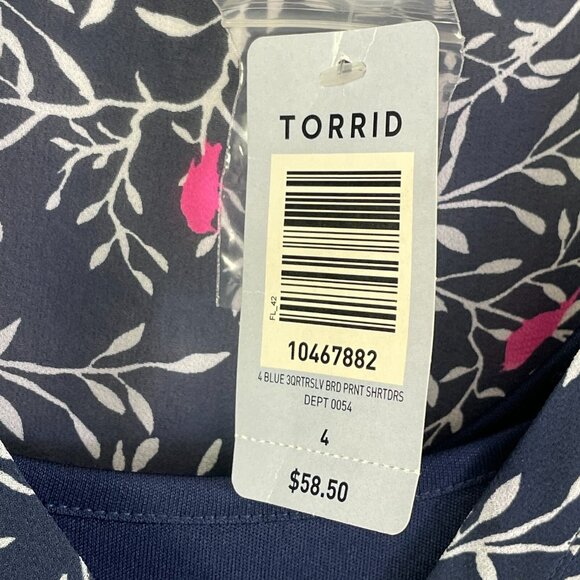 TORRID
FL_42
10467882
4 BLUE 3QRTRSLV BRD PRNT SHRTDRS
DEPT 0054
4
$58.50